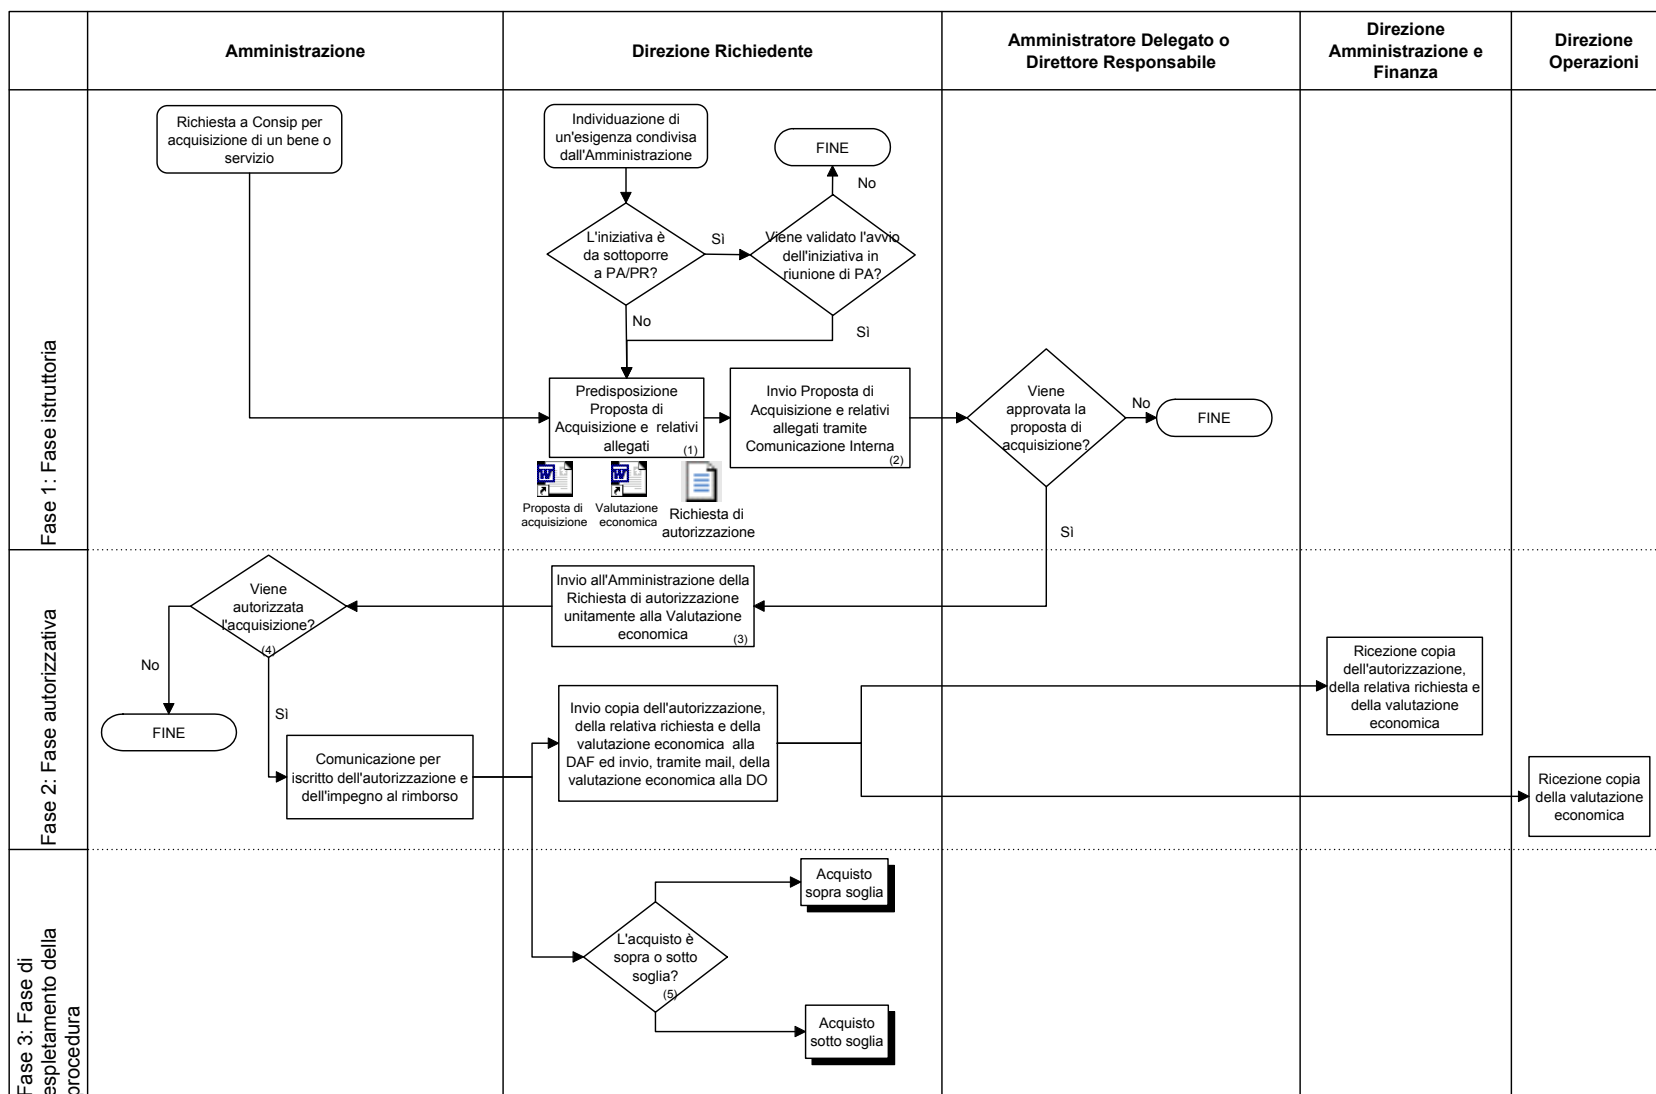 Amministrazione
Direzione Richiedente
Amministratore Delegato o
Direttore Responsabile
Direzione
Amministrazione e
Finanza
Direzione
Operazioni
Fase 1: Fase istruttoria
Richiesta a Consip per
acquisizione di un bene o
servizio
Individuazione di
un'esigenza condivisa
dall'Amministrazione
FINE
No
L'iniziativa è
da sottoporre
a PA/PR?
Sì
Viene validato l'avvio
dell'iniziativa in
riunione di PA?
No
Sì
Predisposizione
Proposta di
Acquisizione e relativi
allegati
(1)
Invio Proposta di
Acquisizione e relativi
allegati tramite
Comunicazione Interna
(2)
Viene
approvata la
proposta di
acquisizione?
No
FINE
Sì
Proposta di
acquisizione
Valutazione
economica
Richiesta di
autorizzazione
Fase 2: Fase autorizzativa
Viene
autorizzata
l'acquisizione?
(4)
No
FINE
Sì
Invio all'Amministrazione della
Richiesta di autorizzazione
unitamente alla Valutazione
economica
(3)
Comunicazione per
iscritto dell'autorizzazione e
dell'impegno al rimborso
Invio copia dell'autorizzazione,
della relativa richiesta e della
valutazione economica alla
DAF ed invio, tramite mail, della
valutazione economica alla DO
Ricezione copia
dell'autorizzazione,
della relativa richiesta e
della valutazione
economica
Ricezione copia
della valutazione
economica
Fase 3: Fase di
espletamento della
procedura
Acquisto
sopra soglia
L'acquisto è
sopra o sotto
soglia?
(5)
Acquisto
sotto soglia